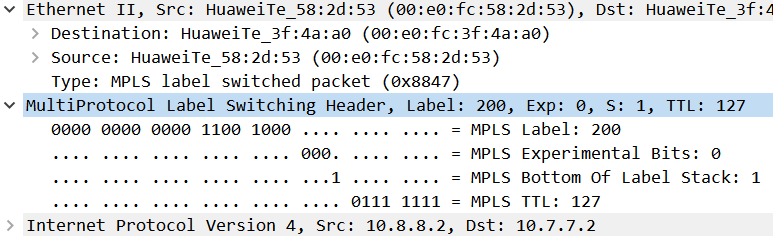 Ethernet II, Src: HuaweiTe_58:2d:53 (00:e0:fc:58:2d:53), Dst: HuaweiTe_3f:4
Destination: HuaweiTe_3f:4a:a0 (00:e0:fc:3f:4a:a0)
Source: HuaweiTe_58:2d:53 (00:e0:fc:58:2d:53)
Type: MPLS label switched packet (0x8847)
MultiProtocol Label Switching Header, Label: 200, Exp: 0, S: 1, TTL: 127
0000 0000 0000 1100 1000 .... .... .... = MPLS Label: 200
.... .... .... .... .... 000. .... .... = MPLS Experimental Bits: 0
.... .... .... .... .... ...1 .... .... = MPLS Bottom Of Label Stack: 1
.... .... .... .... .... .... 0111 1111 = MPLS TTL: 127
Internet Protocol Version 4, Src: 10.8.8.2, Dst: 10.7.7.2